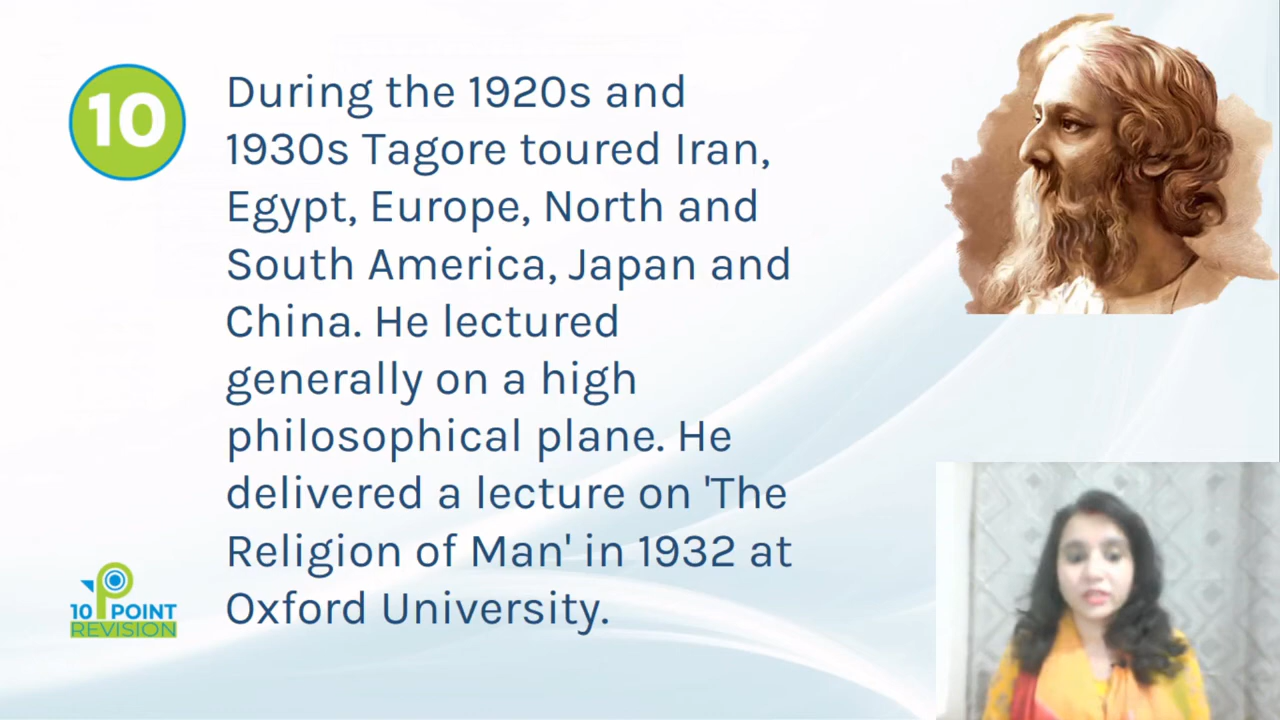 10
During the 1920s and
1930s Tagore toured Iran,
Egypt, Europe, North and
South America, Japan and
China. He lectured
generally on a high
philosophical plane. He
delivered a lecture on 'The
Religion of Man' in 1932 at
Oxford University.
10 POINT
REVISION